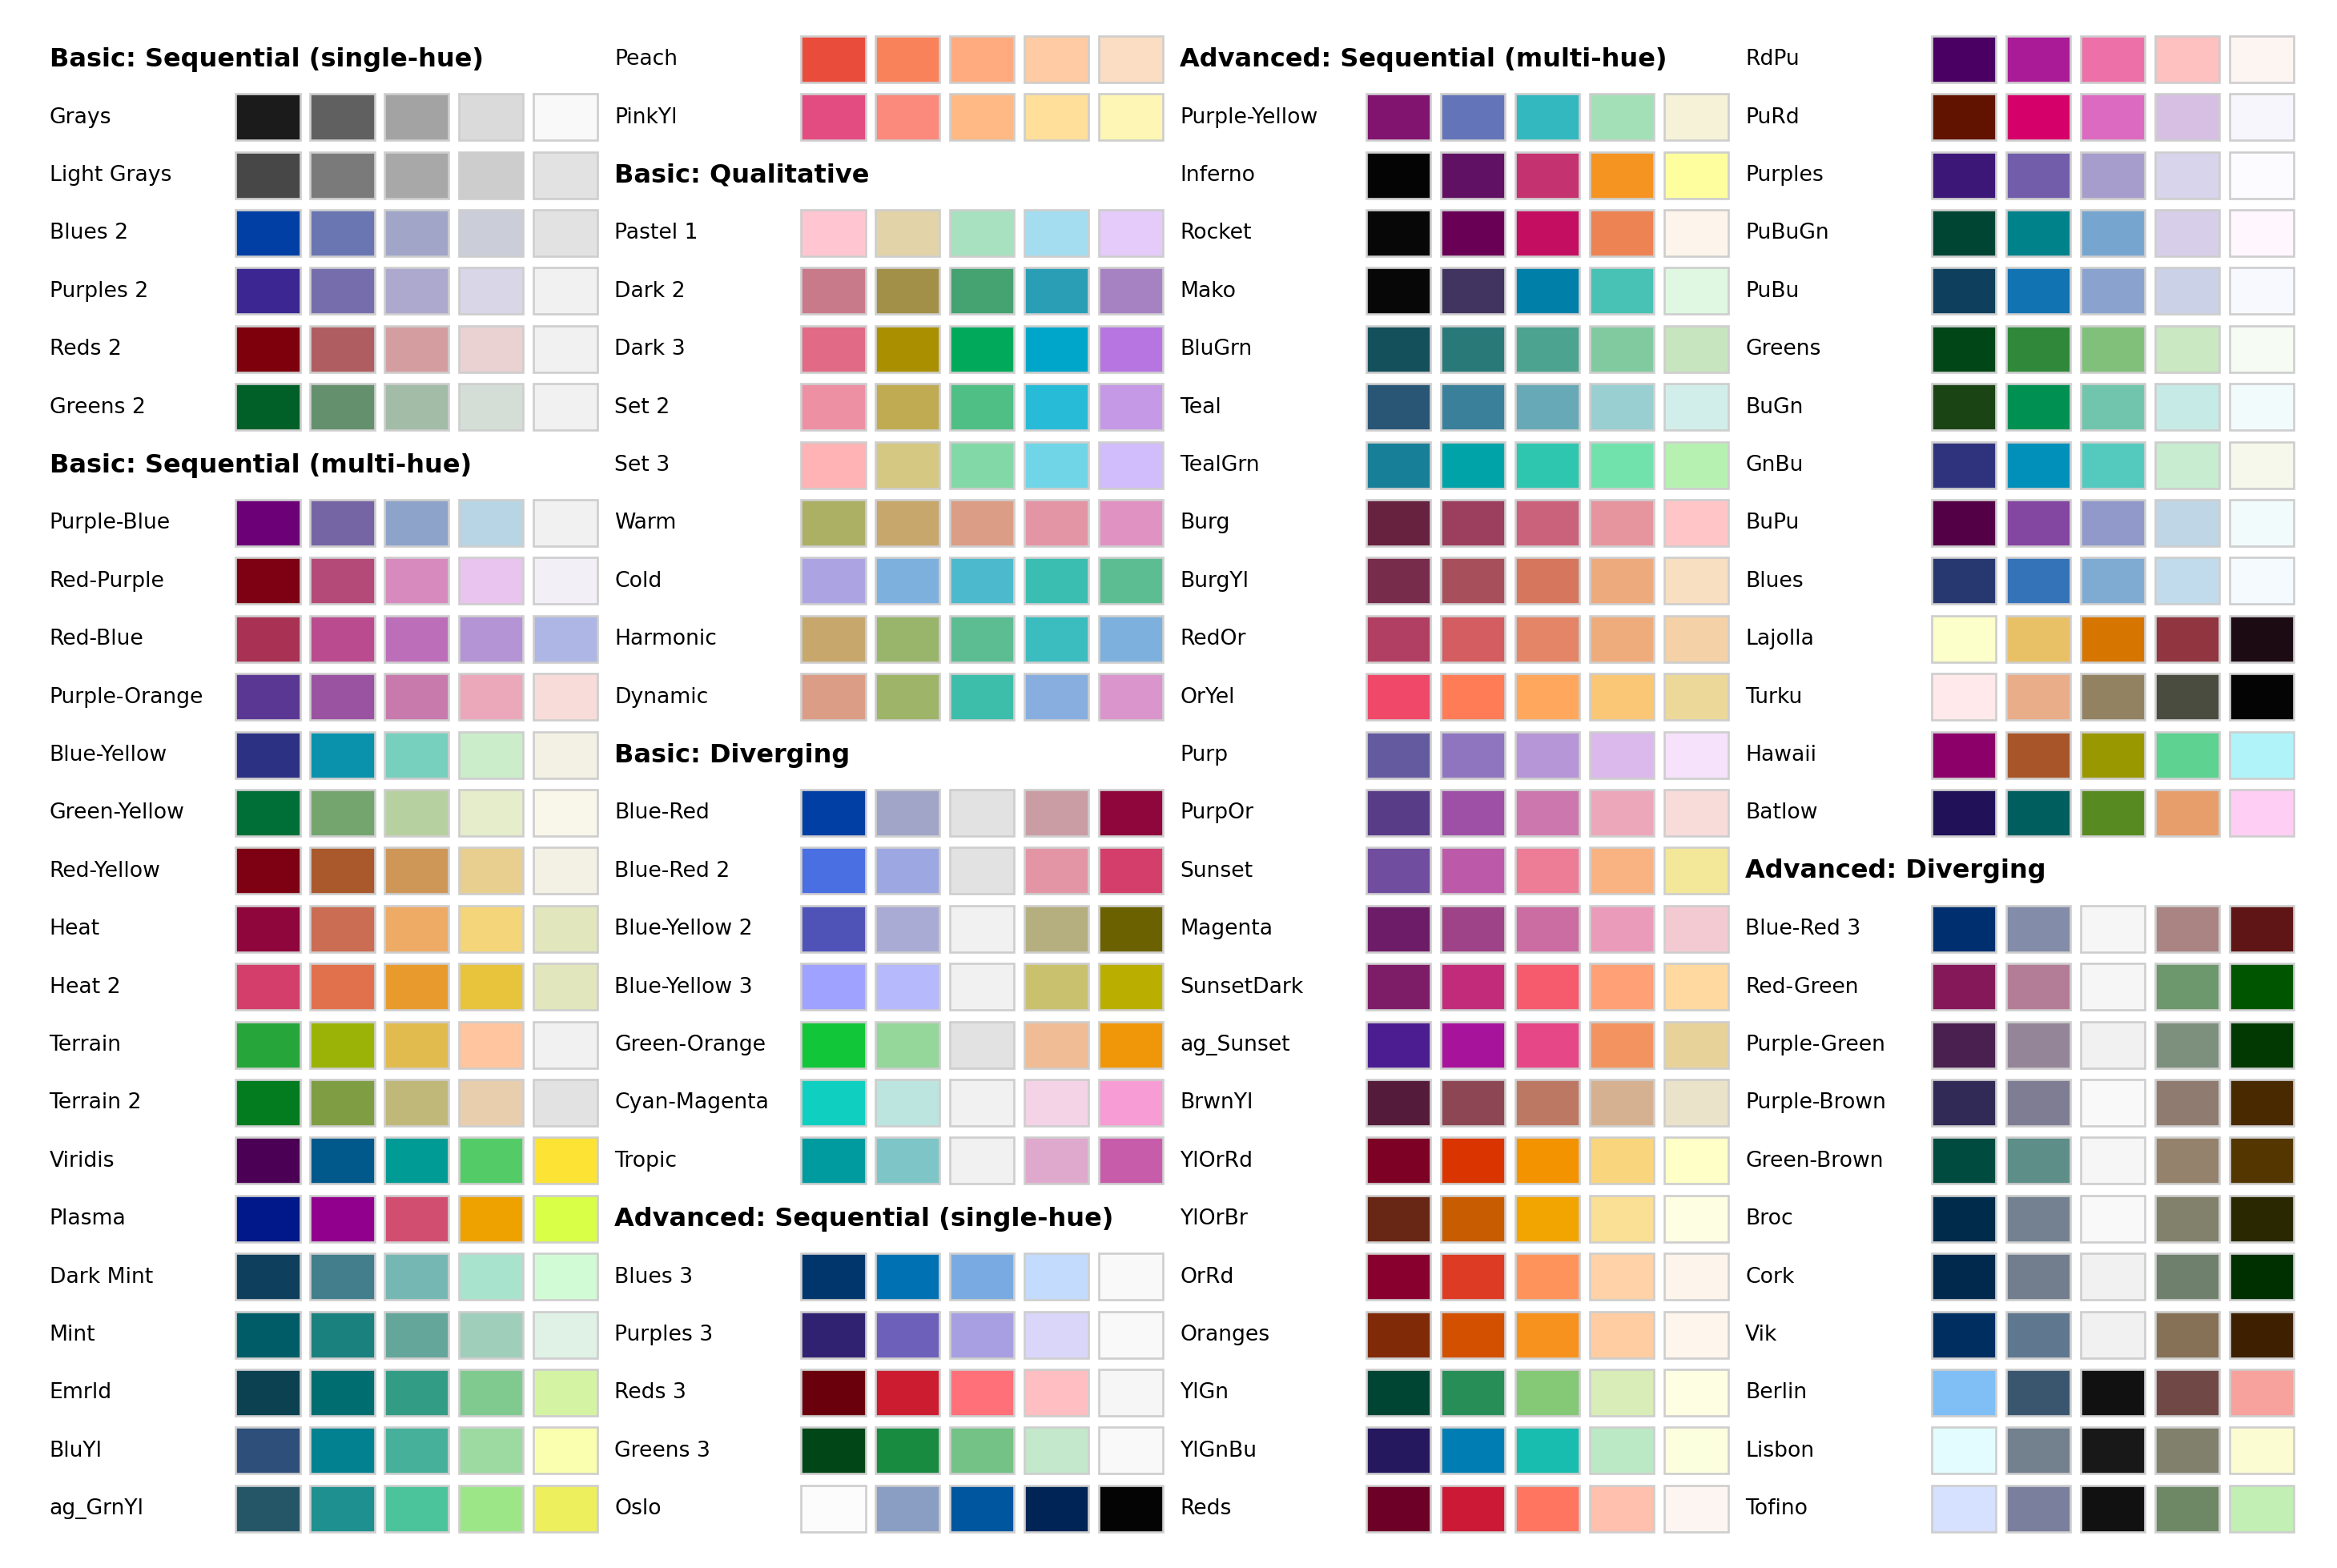 Basic: Sequential (single-hue)
Grays
Light Grays
Blues 2
Purples 2
Reds 2
Greens 2
Basic: Sequential (multi-hue)
Purple-Blue
Red-Purple
Red-Blue
Purple-Orange
Blue-Yellow
Green-Yellow
Red-Yellow
Heat
Heat 2
Terrain
Terrain 2
Viridis
Plasma
Dark Mint
Mint
Emrld
BluYl
ag_GrnYl
Peach
PinkYl
Basic: Qualitative
Pastel 1
Dark 2
Dark 3
Set 2
Set 3
Warm
Cold
Harmonic
Dynamic
Basic: Diverging
Blue-Red
Blue-Red 2
Blue-Yellow 2
Blue-Yellow 3
Green-Orange
Cyan-Magenta
Tropic
Advanced: Sequential (single-hue)
Blues 3
Purples 3
Reds 3
Greens 3
Oslo
Advanced: Sequential (multi-hue)
Purple-Yellow
Inferno
Rocket
Mako
BluGrn
Teal
TealGrn
Burg
BurgYl
RedOr
OrYel
Purp
PurpOr
Sunset
Magenta
SunsetDark
ag_Sunset
BrwnYl
YlOrRd
YlOrBr
OrRd
Oranges
YlGn
YlGnBu
Reds
RdPu
PuRd
Purples
PuBuGn
PuBu
Greens
BuGn
GnBu
BuPu
Blues
Lajolla
Turku
Hawaii
Batlow
Advanced: Diverging
Blue-Red 3
Red-Green
Purple-Green
Purple-Brown
Green-Brown
Broc
Cork
Vik
Berlin
Lisbon
Tofino